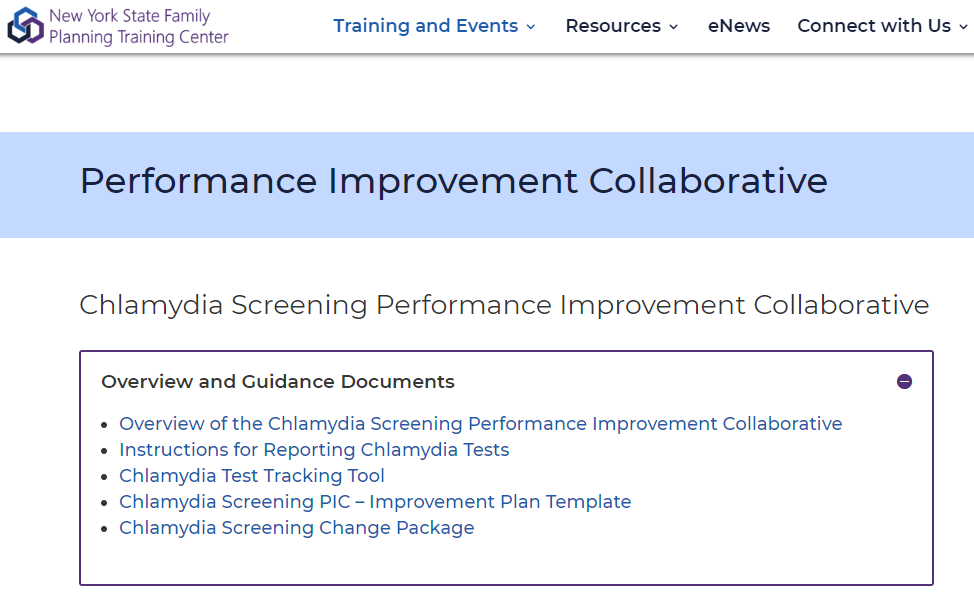 New York State Family
Planning Training Center
Training and Events
Resources
eNews
Connect with Us
Performance Improvement Collaborative
Chlamydia Screening Performance Improvement Collaborative
Overview and Guidance Documents
Overview of the Chlamydia Screening Performance Improvement Collaborative
Instructions for Reporting Chlamydia Tests
Chlamydia Test Tracking Tool
Chlamydia Screening PIC – Improvement Plan Template
Chlamydia Screening Change Package